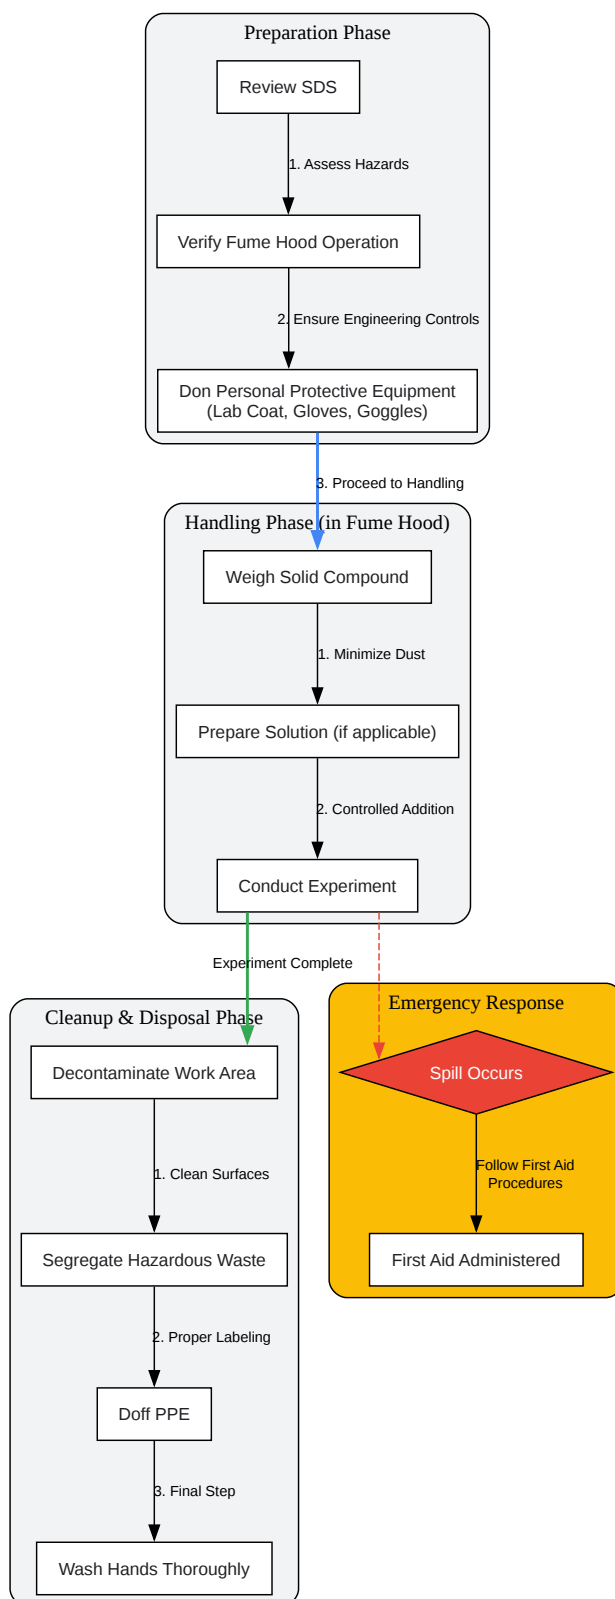 Preparation Phase
Review SDS
1. Assess Hazards
Verify Fume Hood Operation
2. Ensure Engineering Controls
Don Personal Protective Equipment
(Lab Coat, Gloves, Goggles)
3. Proceed to Handling
Handling Phase (in Fume Hood)
Weigh Solid Compound
1. Minimize Dust
Prepare Solution (if applicable)
2. Controlled Addition
Conduct Experiment
Experiment Complete
Cleanup & Disposal Phase
Decontaminate Work Area
1. Clean Surfaces
Segregate Hazardous Waste
2. Proper Labeling
Doff PPE
3. Final Step
Wash Hands Thoroughly
Emergency Response
Spill Occurs
Follow First Aid
Procedures
First Aid Administered